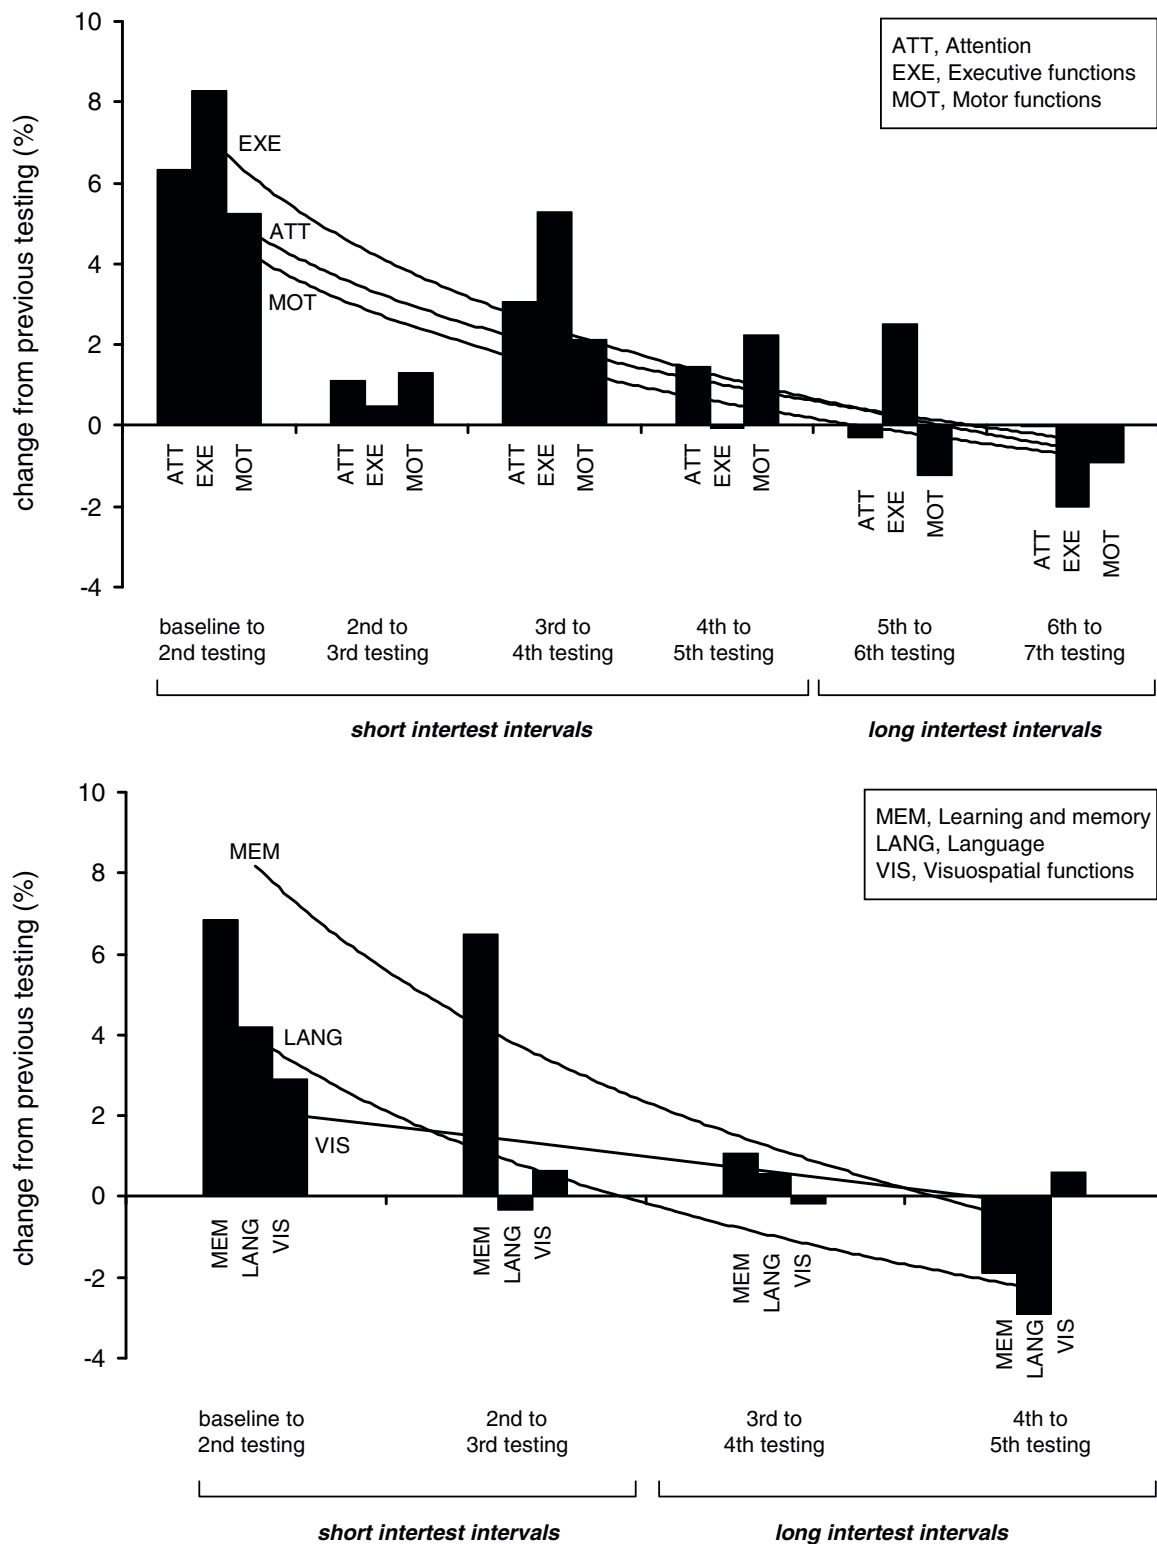 10
8
6
4
2
0
-2
-4
change from previous testing (%)
ATT, Attention
EXE, Executive functions
MOT, Motor functions
EXE
ATT
MOT
ATT EXE MOT
ATT EXE MOT
ATT EXE MOT
ATT EXE MOT
ATT EXE MOT
ATT EXE MOT
baseline to
2nd testing
2nd to
3rd testing
3rd to
4th testing
4th to
5th testing
5th to
6th testing
6th to
7th testing
short intertest intervals
long intertest intervals
10
8
6
4
2
0
-2
-4
change from previous testing (%)
MEM, Learning and memory
LANG, Language
VIS, Visuospatial functions
MEM
LANG
VIS
MEM LANG VIS
MEM LANG VIS
MEM LANG VIS
MEM LANG VIS
baseline to
2nd testing
2nd to
3rd testing
3rd to
4th testing
4th to
5th testing
short intertest intervals
long intertest intervals